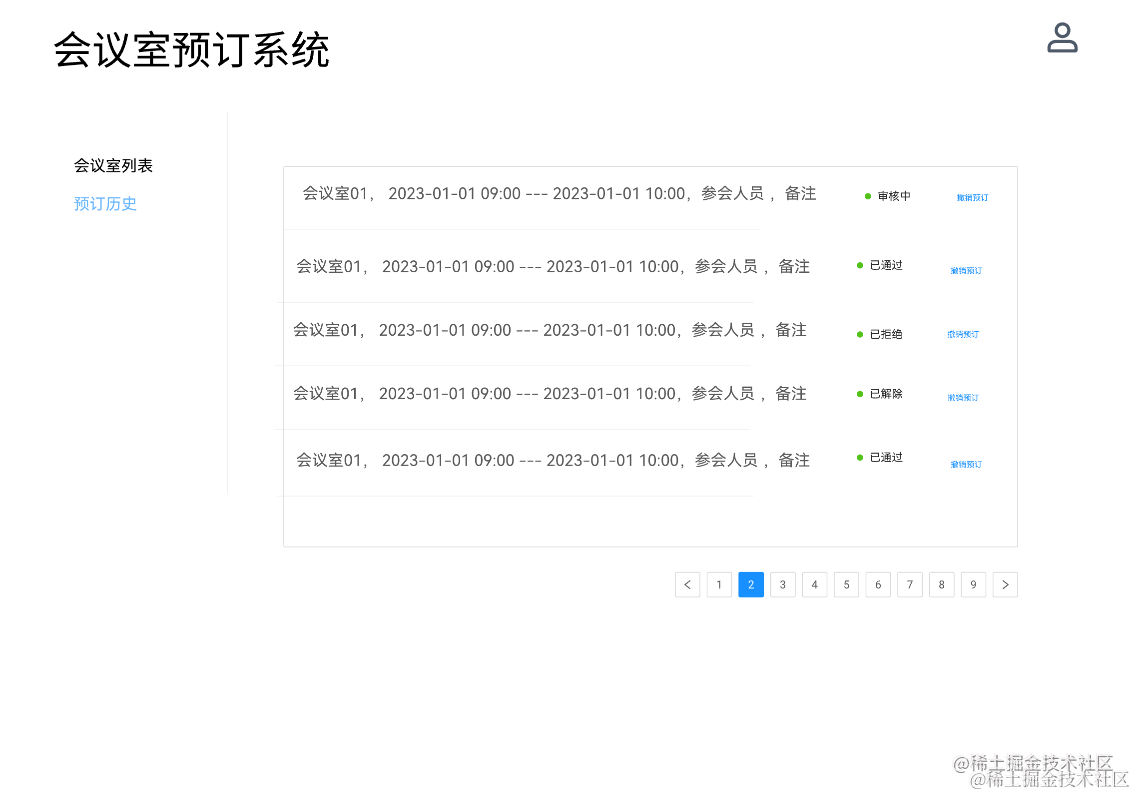 会议室预订系统
会议室列表
预订历史
会议室01， 2023-01-01 09:00 --- 2023-01-01 10:00，参会人员 ，备注 审核中 撤销预订
会议室01， 2023-01-01 09:00 --- 2023-01-01 10:00，参会人员 ，备注 已通过 撤销预订
会议室01， 2023-01-01 09:00 --- 2023-01-01 10:00，参会人员 ，备注 已拒绝 撤销预订
会议室01， 2023-01-01 09:00 --- 2023-01-01 10:00，参会人员 ，备注 已解除 撤销预订
会议室01， 2023-01-01 09:00 --- 2023-01-01 10:00，参会人员 ，备注 已通过 撤销预订
< 1 2 3 4 5 6 7 8 9 >
@稀土掘金技术社区
@稀土掘金技术社区